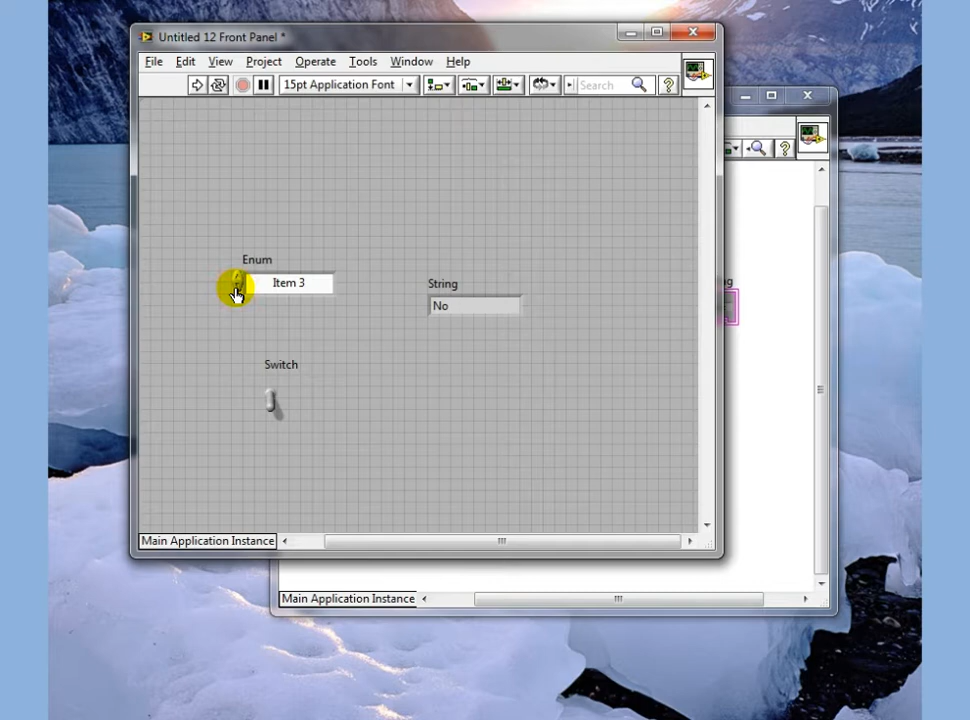 Untitled 12 Front Panel *
File Edit View Project Operate Tools Window Help
15pt Application Font
Search
?
?
Enum
Item 3
String
No
Switch
Main Application Instance
Main Application Instance